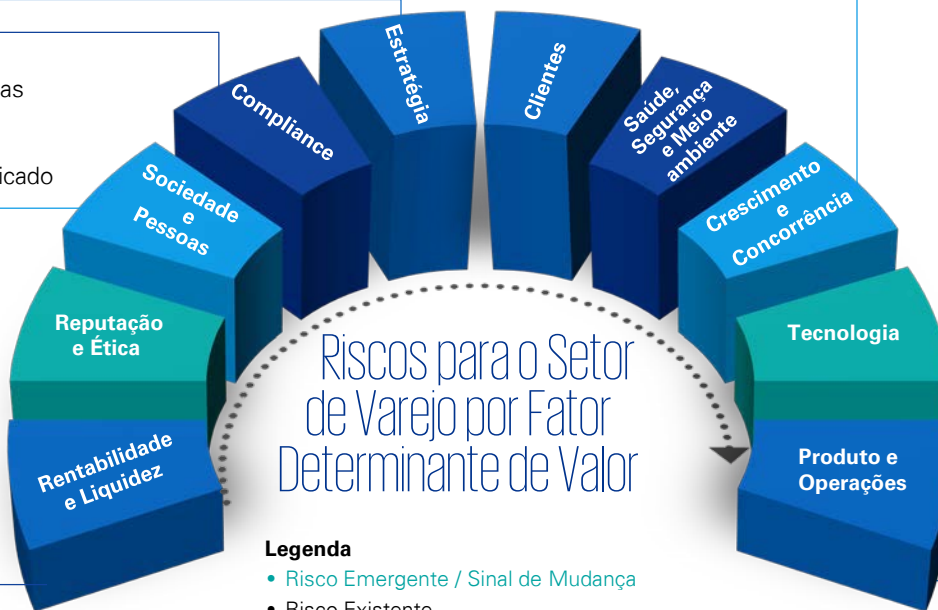 as
icado
Rentabilidade
e Liquidez
Reputação
e Ética
Sociedade
e
Pessoas
Compliance
Estratégia
Clientes
Saúde,
Segurança
e Meio
ambiente
Crescimento
e
Concorrência
Tecnologia
Produto e
Operações
Riscos para o Setor
de Varejo por Fator
Determinante de Valor
Legenda
• Risco Emergente / Sinal de Mudança
• Risco Existente